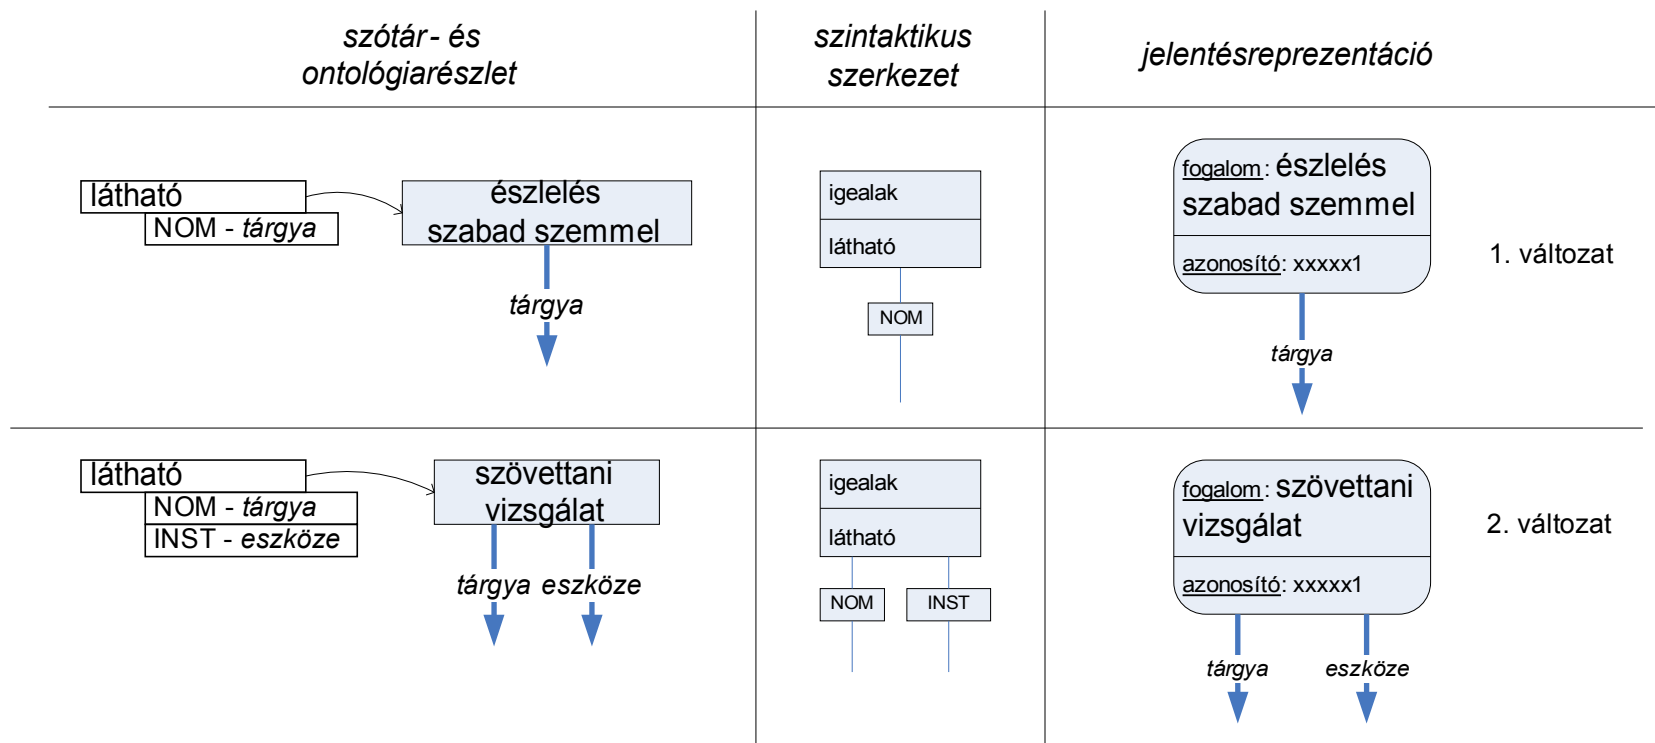 szótár- és
ontológiarészlet
szintaktikus
szerkezet
jelentésreprezentáció
látható
NOM - tárgya
észlelés
szabad szemmel
tárgya
igealak
látható
NOM
fogalom: észlelés
szabad szemmel
azonosító: xxxxx1
tárgya
1. változat
látható
NOM - tárgya
INST - eszköze
szövettani
vizsgálat
tárgya eszköze
igealak
látható
NOM INST
fogalom: szövettani
vizsgálat
azonosító: xxxxx1
tárgya eszköze
2. változat